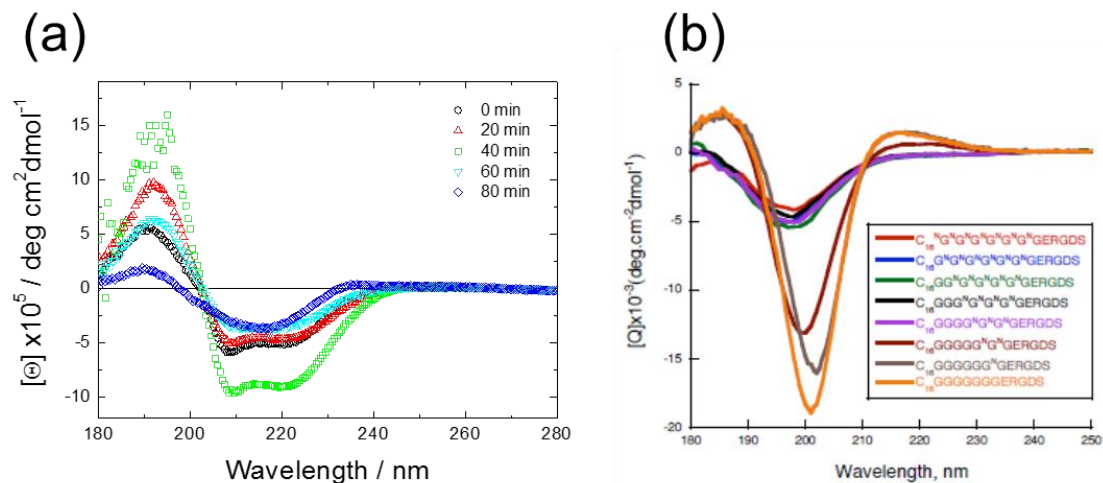 (a)
[Θ] x10⁵ / deg cm²dmol⁻¹
15
10
5
0
-5
-10
0 min
20 min
40 min
60 min
80 min
180 200 220 240 260 280
Wavelength / nm
(b)
[Q]x10⁻³(deg.cm⁻²dmol⁻¹)
5
0
-5
-10
-15
-20
C₁₆ᴺGᴺGᴺGᴺGᴺGᴺGᴺGERGDS
C₁₆GᴺGᴺGᴺGᴺGᴺGᴺGERGDS
C₁₆GGᴺGᴺGᴺGᴺGᴺGERGDS
C₁₆GGGᴺGᴺGᴺGᴺGERGDS
C₁₆GGGGᴺGᴺGᴺGERGDS
C₁₆GGGGGᴺGᴺGERGDS
C₁₆GGGGGGᴺGERGDS
C₁₆GGGGGGGERGDS
180 190 200 210 220 230 240 250
Wavelength, nm